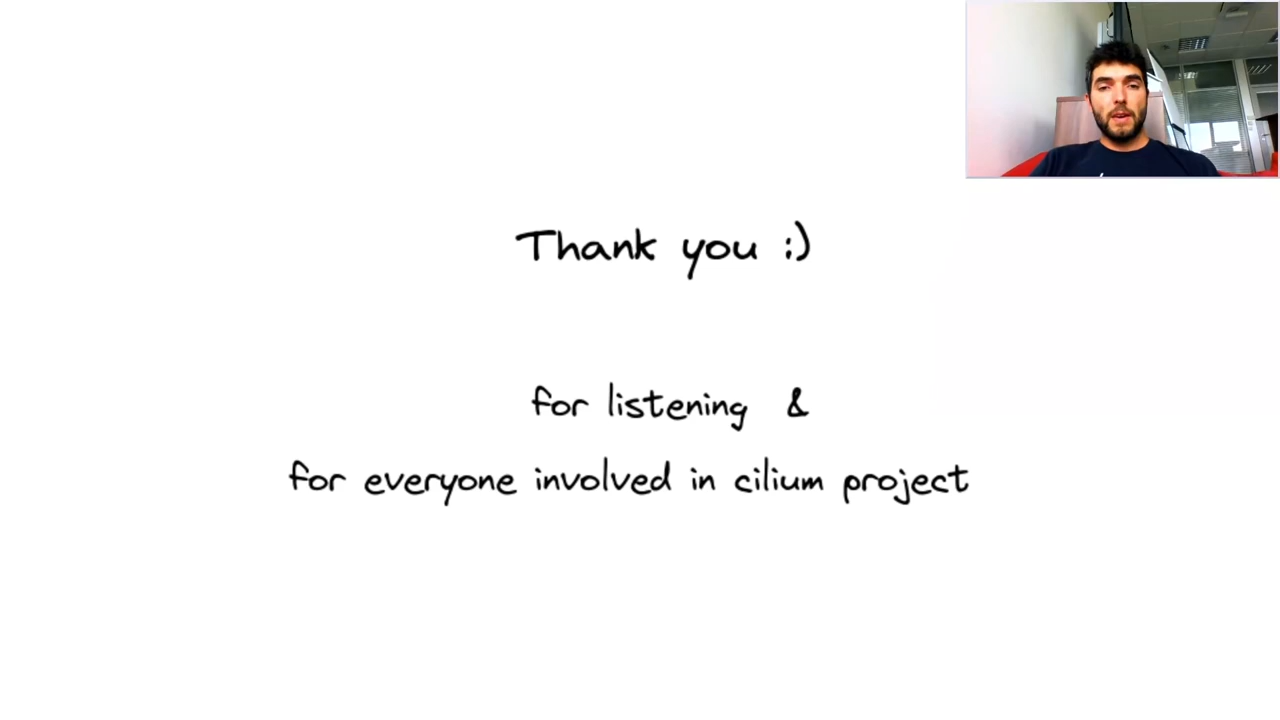 Thank you :)
for listening &
for everyone involved in cilium project